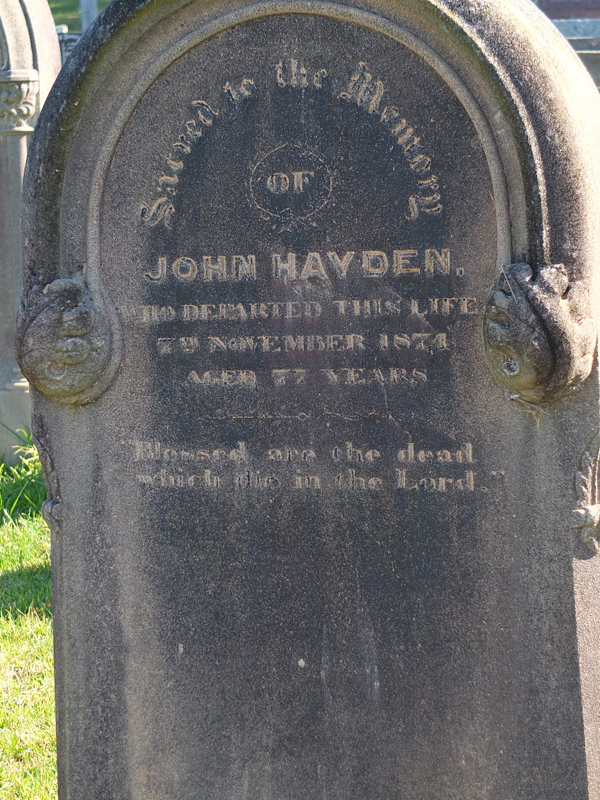 Sacred to the Memory
OF
JOHN HAYDEN,
WHO DEPARTED THIS LIFE
7TH NOVEMBER 1874
AGED 77 YEARS
"Blessed are the dead
which die in the Lord."